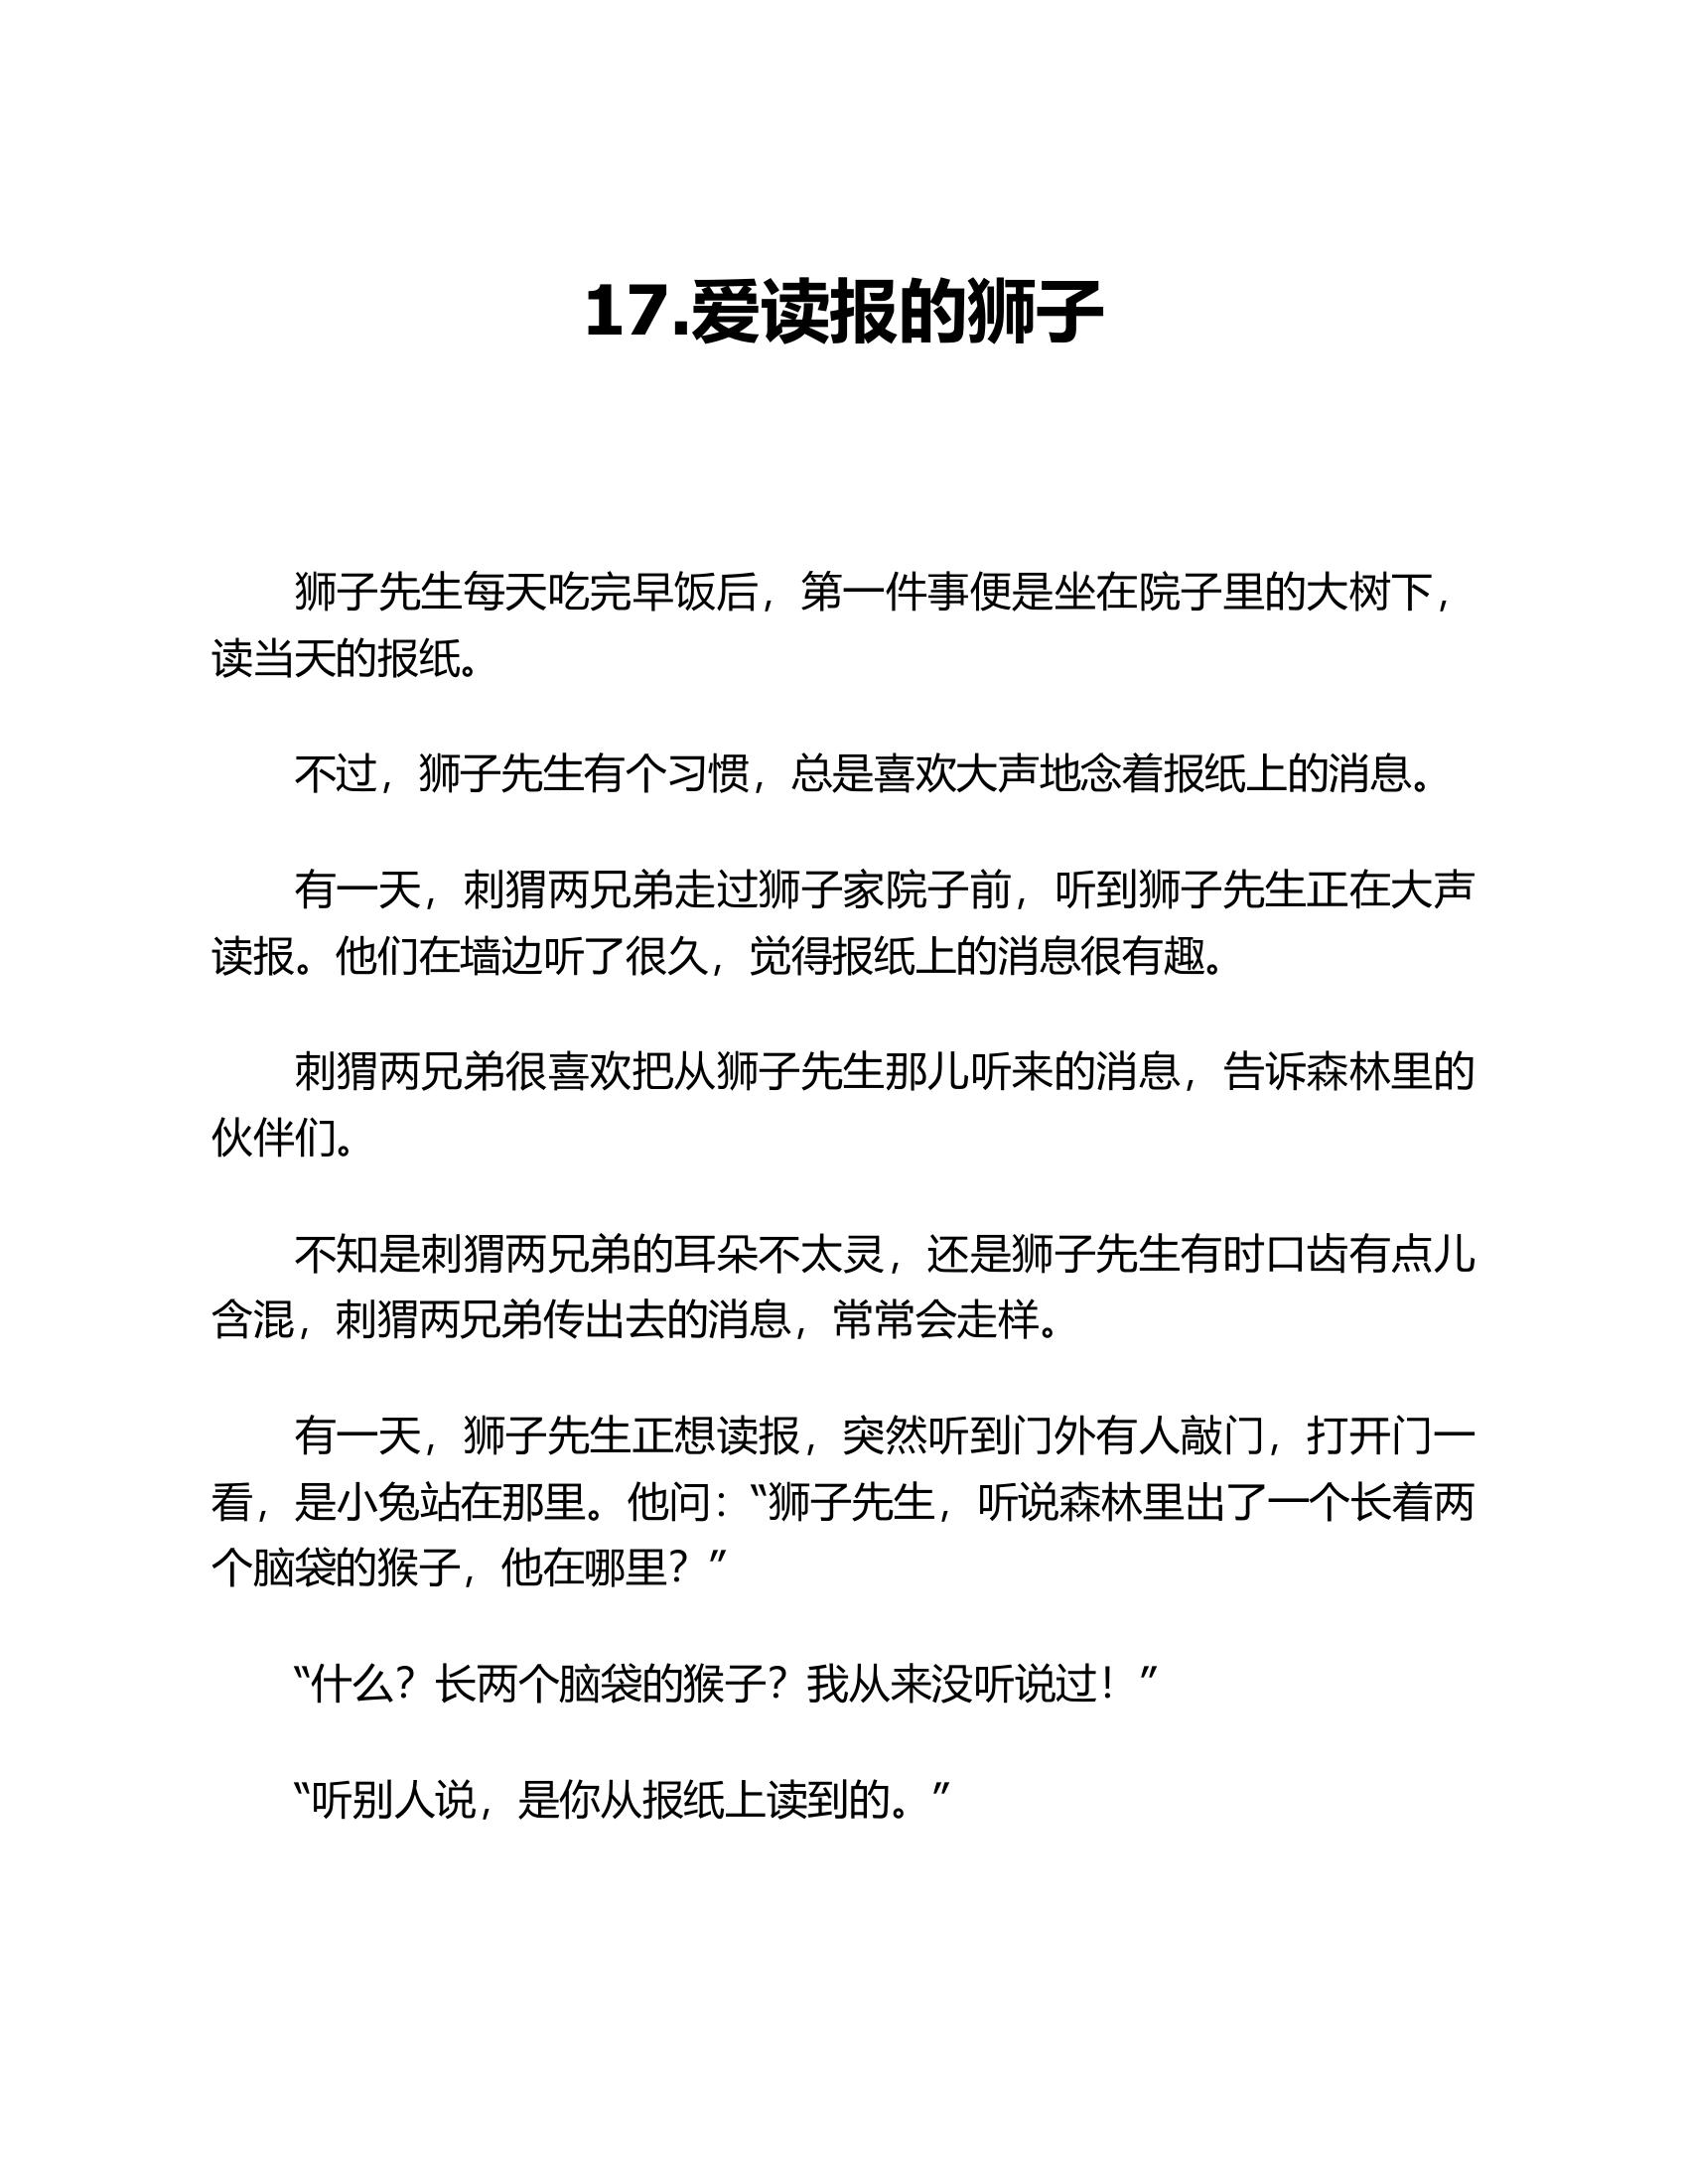 17.爱读报的狮子
狮子先生每天吃完早饭后，第一件事便是坐在院子里的大树下，
读当天的报纸。
不过，狮子先生有个习惯，总是喜欢大声地念着报纸上的消息。
有一天，刺猬两兄弟走过狮子家院子前，听到狮子先生正在大声
读报。他们在墙边听了很久，觉得报纸上的消息很有趣。
刺猬两兄弟很喜欢把从狮子先生那儿听来的消息，告诉森林里的
伙伴们。
不知是刺猬两兄弟的耳朵不太灵，还是狮子先生有时口齿有点儿
含混，刺猬两兄弟传出去的消息，常常会走样。
有一天，狮子先生正想读报，突然听到门外有人敲门，打开门一
看，是小兔站在那里。他问：“狮子先生，听说森林里出了一个长着两
个脑袋的猴子，他在哪里？”
“什么？长两个脑袋的猴子？我从来没听说过！”
“听别人说，是你从报纸上读到的。”